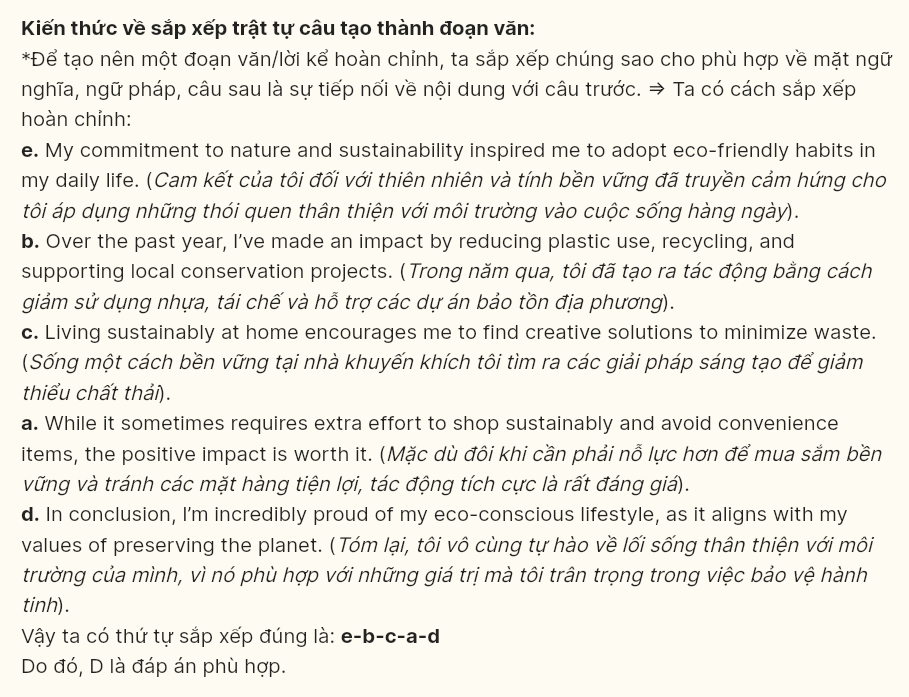 Kiến thức về sắp xếp trật tự câu tạo thành đoạn văn:
*Để tạo nên một đoạn văn/lời kể hoàn chỉnh, ta sắp xếp chúng sao cho phù hợp về mặt ngữ
nghĩa, ngữ pháp, câu sau là sự tiếp nối về nội dung với câu trước. ⇒ Ta có cách sắp xếp
hoàn chỉnh:
e. My commitment to nature and sustainability inspired me to adopt eco-friendly habits in
my daily life. (Cam kết của tôi đối với thiên nhiên và tính bền vững đã truyền cảm hứng cho
tôi áp dụng những thói quen thân thiện với môi trường vào cuộc sống hàng ngày).
b. Over the past year, I’ve made an impact by reducing plastic use, recycling, and
supporting local conservation projects. (Trong năm qua, tôi đã tạo ra tác động bằng cách
giảm sử dụng nhựa, tái chế và hỗ trợ các dự án bảo tồn địa phương).
c. Living sustainably at home encourages me to find creative solutions to minimize waste.
(Sống một cách bền vững tại nhà khuyến khích tôi tìm ra các giải pháp sáng tạo để giảm
thiểu chất thải).
a. While it sometimes requires extra effort to shop sustainably and avoid convenience
items, the positive impact is worth it. (Mặc dù đôi khi cần phải nỗ lực hơn để mua sắm bền
vững và tránh các mặt hàng tiện lợi, tác động tích cực là rất đáng giá).
d. In conclusion, I’m incredibly proud of my eco-conscious lifestyle, as it aligns with my
values of preserving the planet. (Tóm lại, tôi vô cùng tự hào về lối sống thân thiện với môi
trường của mình, vì nó phù hợp với những giá trị mà tôi trân trọng trong việc bảo vệ hành
tinh).
Vậy ta có thứ tự sắp xếp đúng là: e-b-c-a-d
Do đó, D là đáp án phù hợp.